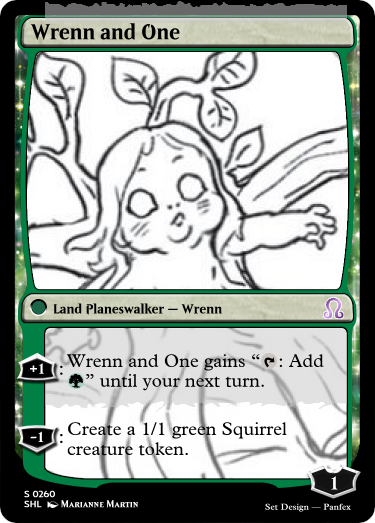 Wrenn and One
Land Planeswalker — Wrenn
+1: Wrenn and One gains “: Add
” until your next turn.
-1: Create a 1/1 green Squirrel
creature token.
1
S 0260
SHL Marianne Martin
Set Design — Panfex